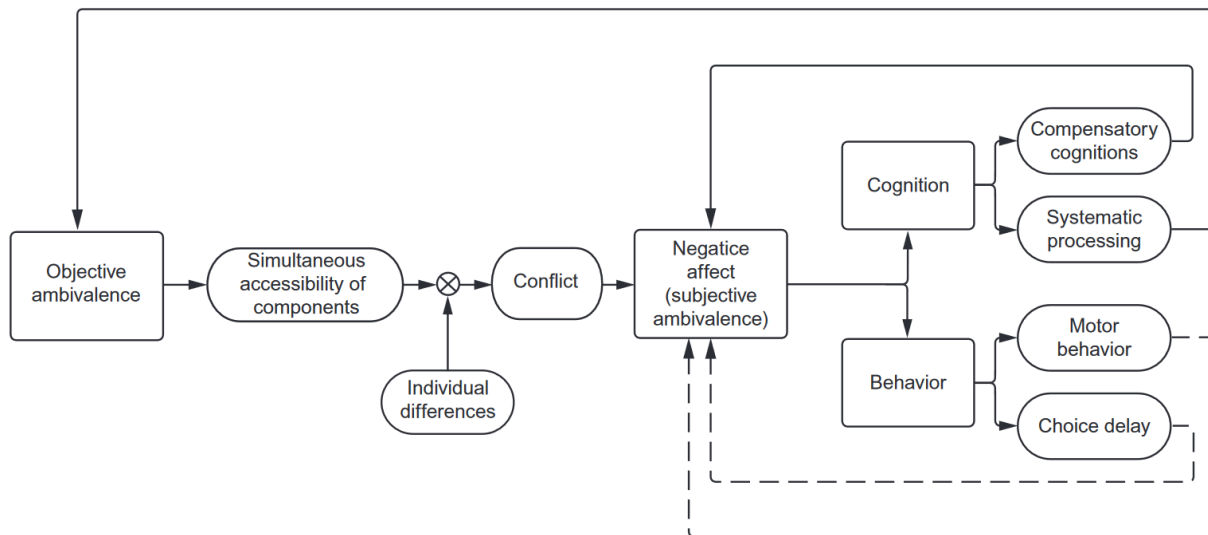 Compensatory
cognitions
Cognition
Systematic
processing
Objective
ambivalence
Simultaneous
accessibility of
components
Conflict
Negatice
affect
(subjective
ambivalence)
Motor
behavior
Individual
differences
Behavior
Choice delay